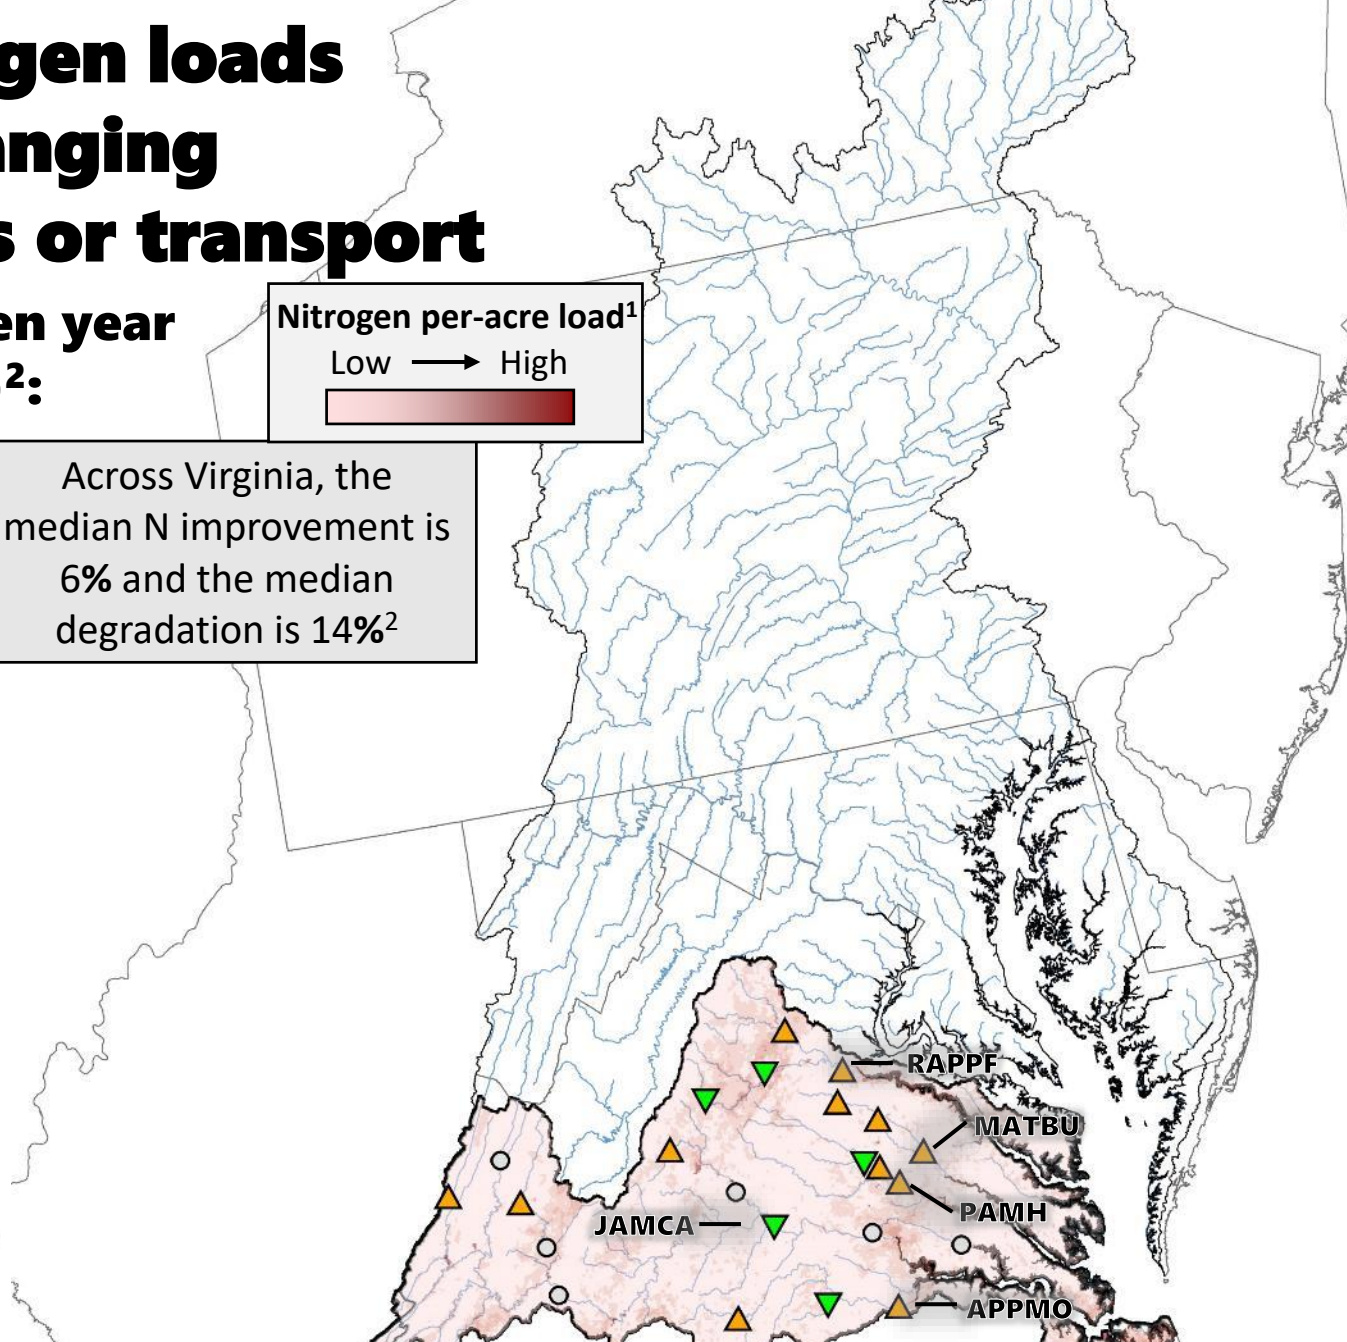 gen loads
anging
s or transport
en year
²:
Nitrogen per-acre load¹
Low High
Across Virginia, the
median N improvement is
6% and the median
degradation is 14%²
RAPPF
MATBU
PAMH
JAMCA
APPMO